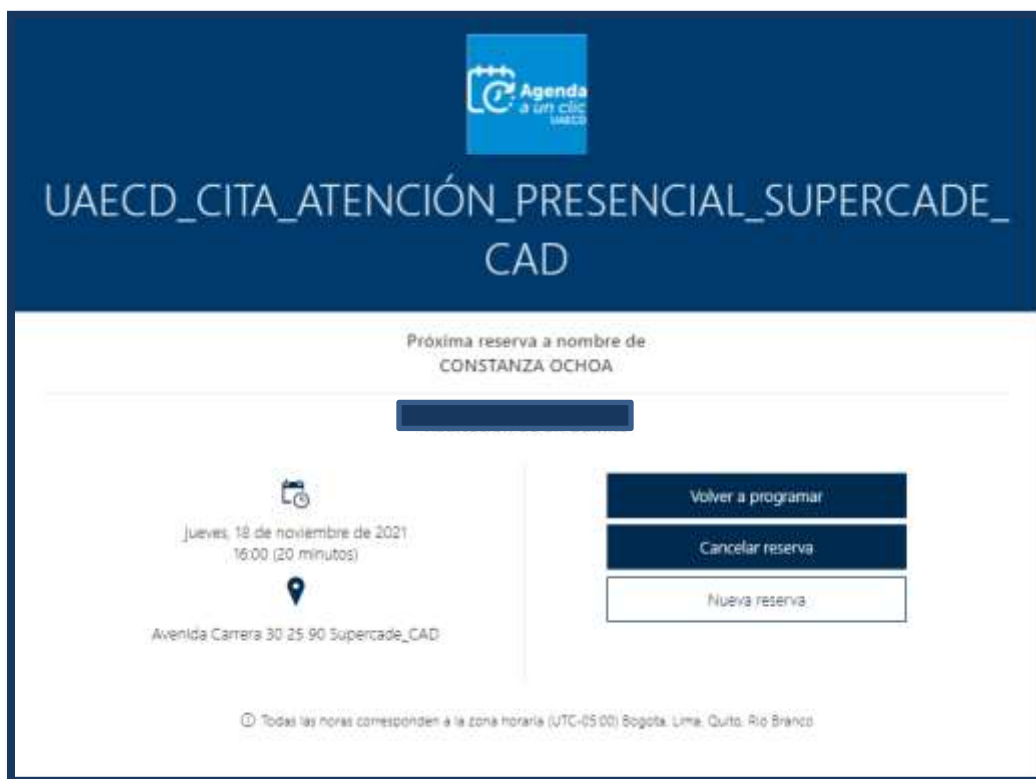 Agenda
a un clic
UAECD
UAECD_CITA_ATENCIÓN_PRESENCIAL_SUPERCADE_
CAD
Próxima reserva a nombre de
CONSTANZA OCHOA
Jueves, 18 de noviembre de 2021
16:00 (20 minutos)
Avenida Carrera 30 25 90 Supercade_CAD
Volver a programar
Cancelar reserva
Nueva reserva
Todas las horas corresponden a la zona horaria (UTC-05:00) Bogota, Lima, Quito, Rio Branco